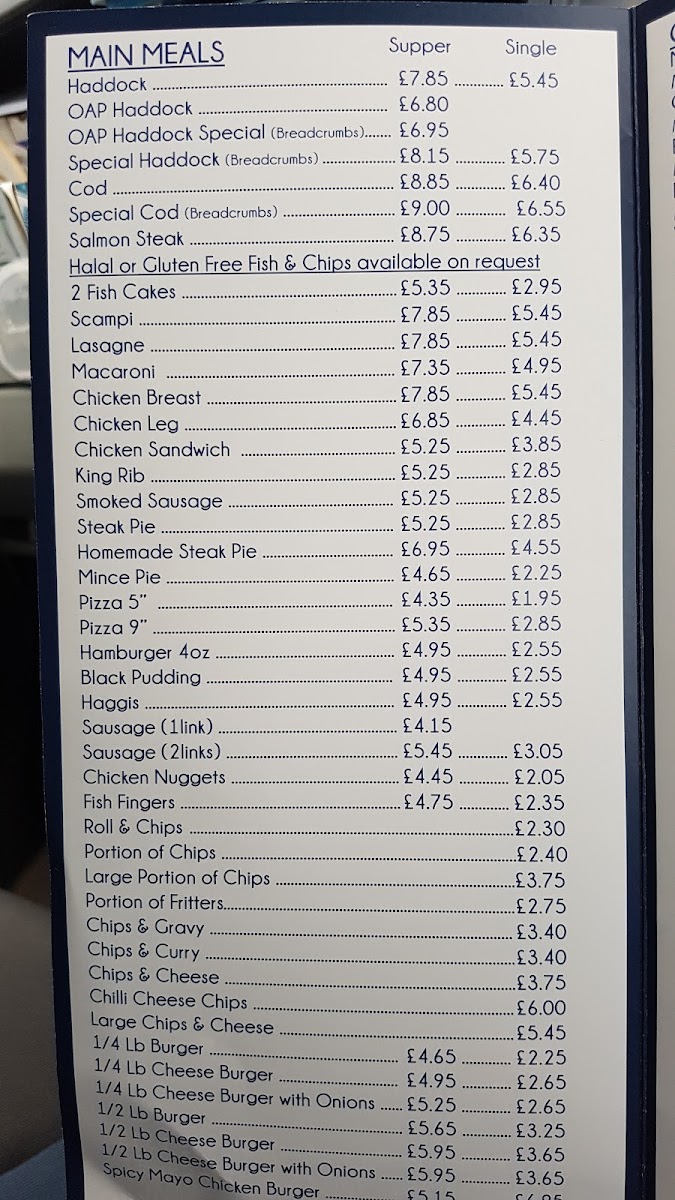 MAIN MEALS Supper Single
Haddock £7.85 £5.45
OAP Haddock £6.80
OAP Haddock Special (Breadcrumbs) £6.95
Special Haddock (Breadcrumbs) £8.15 £5.75
Cod £8.85 £6.40
Special Cod (Breadcrumbs) £9.00 £6.55
Salmon Steak £8.75 £6.35
Halal or Gluten Free Fish & Chips available on request
2 Fish Cakes £5.35 £2.95
Scampi £7.85 £5.45
Lasagne £7.85 £5.45
Macaroni £7.35 £4.95
Chicken Breast £7.85 £5.45
Chicken Leg £6.85 £4.45
Chicken Sandwich £5.25 £3.85
King Rib £5.25 £2.85
Smoked Sausage £5.25 £2.85
Steak Pie £5.25 £2.85
Homemade Steak Pie £6.95 £4.55
Mince Pie £4.65 £2.25
Pizza 5" £4.35 £1.95
Pizza 9" £5.35 £2.85
Hamburger 4oz £4.95 £2.55
Black Pudding £4.95 £2.55
Haggis £4.95 £2.55
Sausage (1link) £4.15
Sausage (2links) £5.45 £3.05
Chicken Nuggets £4.45 £2.05
Fish Fingers £4.75 £2.35
Roll & Chips £2.30
Portion of Chips £2.40
Large Portion of Chips £3.75
Portion of Fritters £2.75
Chips & Gravy £3.40
Chips & Curry £3.40
Chips & Cheese £3.75
Chilli Cheese Chips £6.00
Large Chips & Cheese £5.45
1/4 Lb Burger £4.65 £2.25
1/4 Lb Cheese Burger £4.95 £2.65
1/4 Lb Cheese Burger with Onions £5.25 £2.65
1/2 Lb Burger £5.65 £3.25
1/2 Lb Cheese Burger £5.95 £3.65
1/2 Lb Cheese Burger with Onions £5.95 £3.65
Spicy Mayo Chicken Burger £5.15